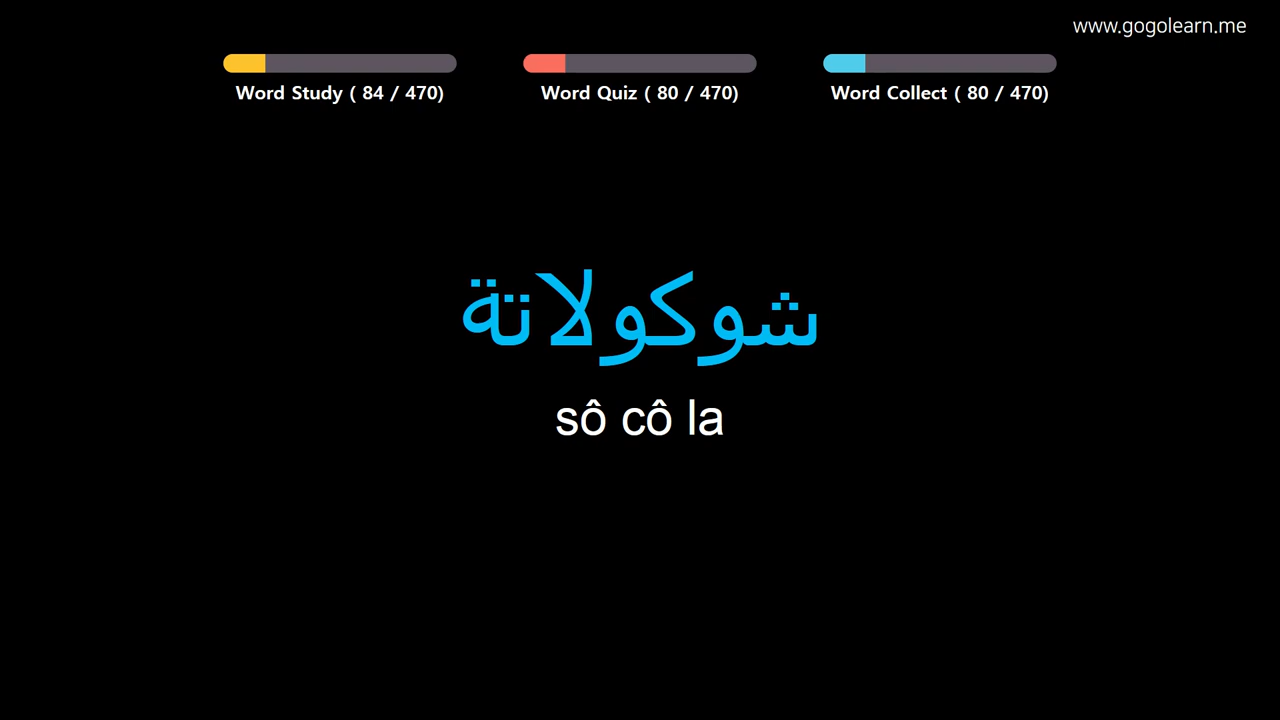 www.gogolearn.me
Word Study ( 84 / 470)
Word Quiz ( 80 / 470)
Word Collect ( 80 / 470)
شوكولاتة
sô cô la